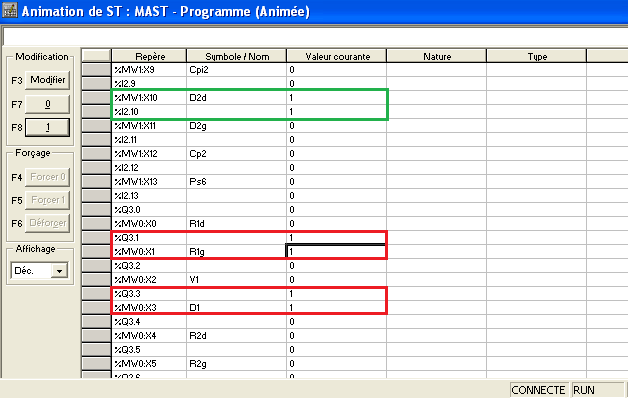 Animation de ST : MAST - Programme (Animée)
Modification
F3 Modifier
F7 0
F8 1
Forçage
F4 Forcer 0
F5 Forcer 1
F6 Déforcer
Affichage
Déc.
Repère Symbole / Nom Valeur courante Nature Type
%MW1:X9 Cpi2 0
%I2.9 0
%MW1:X10 D2d 1
%I2.10 1
%MW1:X11 D2g 0
%I2.11 0
%MW1:X12 Cp2 0
%I2.12 0
%MW1:X13 Ps6 0
%I2.13 0
%Q3.0 0
%MW0:X0 R1d 0
%Q3.1 1
%MW0:X1 R1g 1
%Q3.2 0
%MW0:X2 V1 0
%Q3.3 1
%MW0:X3 D1 1
%Q3.4 0
%MW0:X4 R2d 0
%Q3.5 0
%MW0:X5 R2g 0
%Q3.6 0
CONNECTE RUN